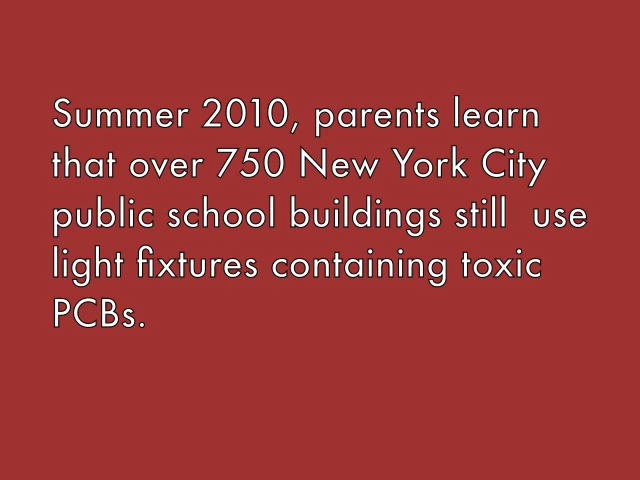 Summer 2010, parents learn
that over 750 New York City
public school buildings still  use
light fixtures containing toxic
PCBs.